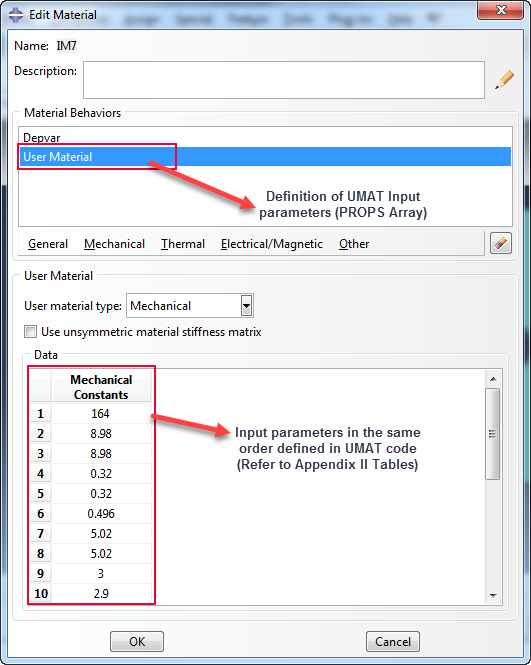 Edit Material
Name: IM7
Description:
Material Behaviors
Depvar
User Material
Definition of UMAT Input
parameters (PROPS Array)
General Mechanical Thermal Electrical/Magnetic Other
User Material
User material type: Mechanical
Use unsymmetric material stiffness matrix
Data
Mechanical
Constants
1 164
2 8.98
3 8.98
4 0.32
5 0.32
6 0.496
7 5.02
8 5.02
9 3
10 2.9
Input parameters in the same
order defined in UMAT code
(Refer to Appendix II Tables)
OK Cancel